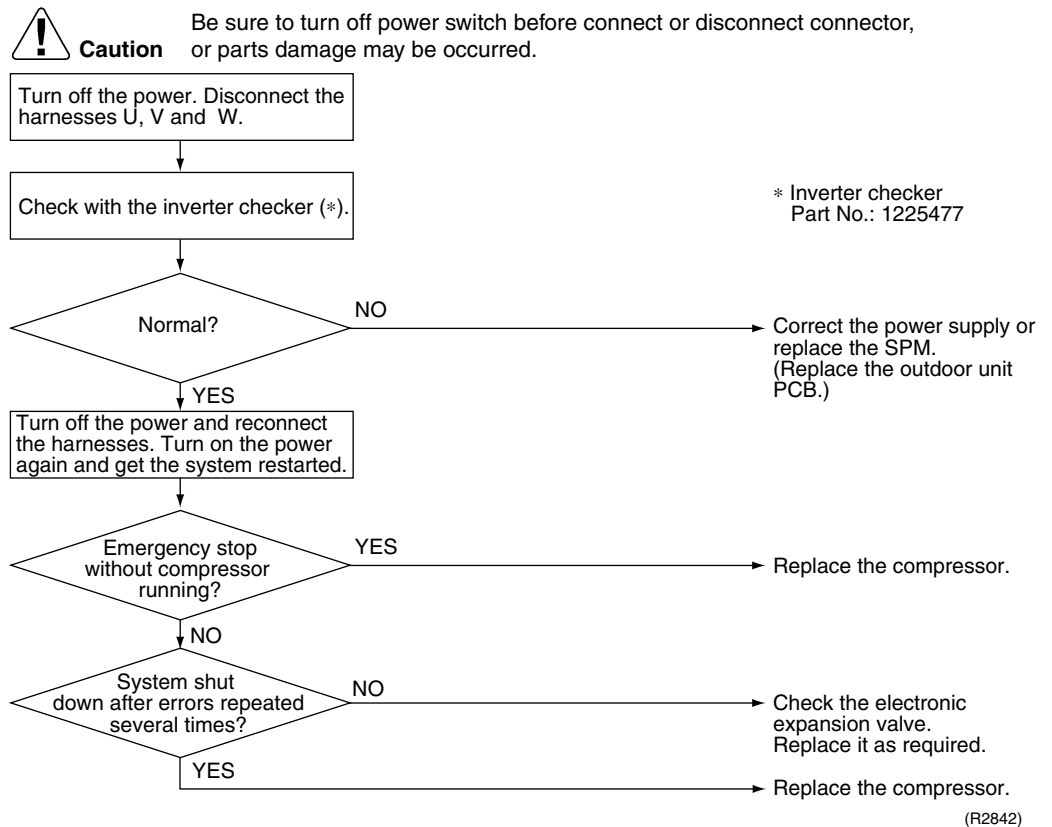 Be sure to turn off power switch before connect or disconnect connector,
Caution or parts damage may be occurred.
Turn off the power. Disconnect the
harnesses U, V and W.
Check with the inverter checker (*).
* Inverter checker
Part No.: 1225477
Normal?
NO
Correct the power supply or
replace the SPM.
(Replace the outdoor unit
PCB.)
YES
Turn off the power and reconnect
the harnesses. Turn on the power
again and get the system restarted.
Emergency stop
without compressor
running?
YES
Replace the compressor.
NO
System shut
down after errors repeated
several times?
NO
Check the electronic
expansion valve.
Replace it as required.
YES
Replace the compressor.
(R2842)